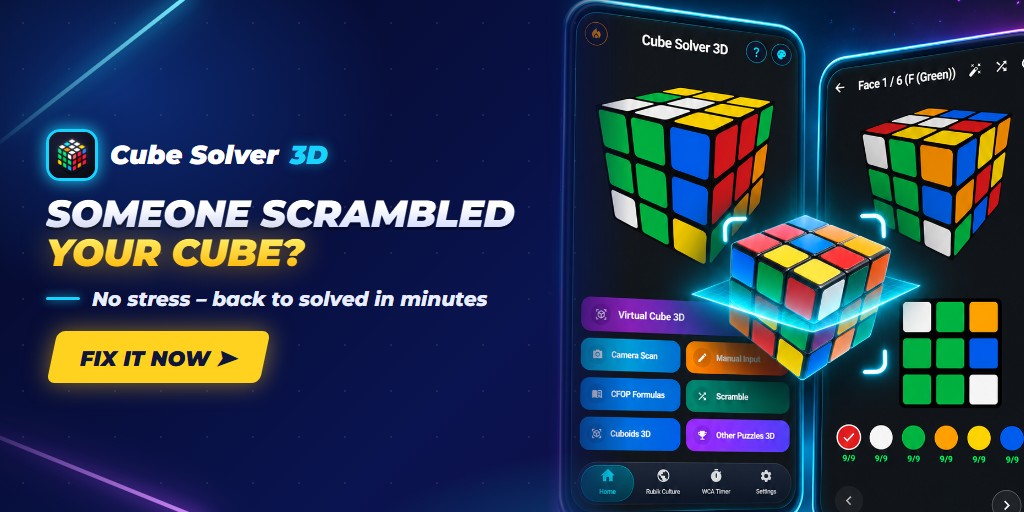 Cube Solver 3D
SOMEONE SCRAMBLED
YOUR CUBE?
No stress – back to solved in minutes
FIX IT NOW ➤
Cube Solver 3D
?
Virtual Cube 3D
Camera Scan
Manual Input
CFOP Formulas
Scramble
Cuboids 3D
Other Puzzles 3D
Home
Rubik Culture
WCA Timer
Settings
Face 1 / 6 (F (Green))
9/9 9/9 9/9 9/9 9/9 9/9